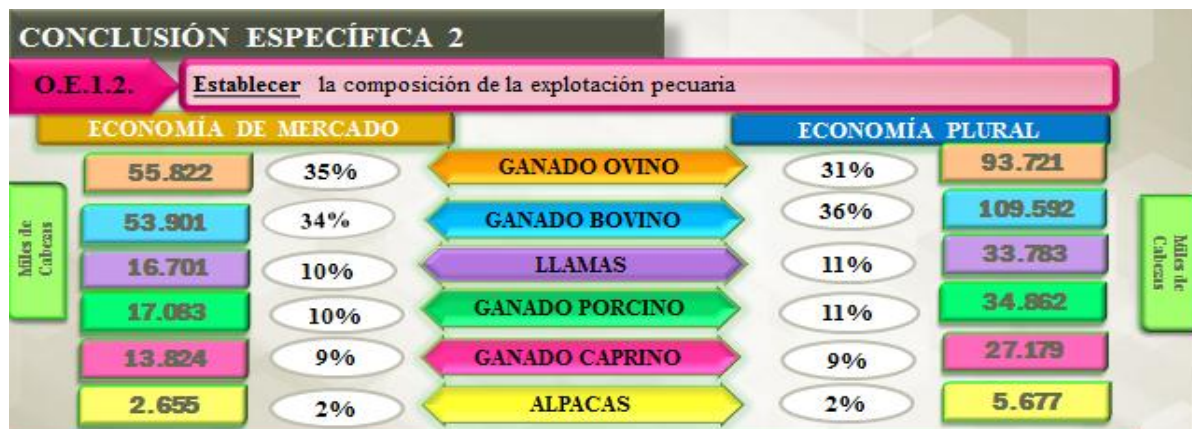 CONCLUSIÓN ESPECÍFICA 2
O.E.1.2. Establecer la composición de la explotación pecuaria
ECONOMÍA DE MERCADO ECONOMÍA PLURAL
55.822 35% GANADO OVINO 31% 93.721
53.901 34% GANADO BOVINO 36% 109.592
16.701 10% LLAMAS 11% 33.783
17.083 10% GANADO PORCINO 11% 34.862
13.824 9% GANADO CAPRINO 9% 27.179
2.655 2% ALPACAS 2% 5.677
Miles de
Cabezas
Miles de
Cabezas